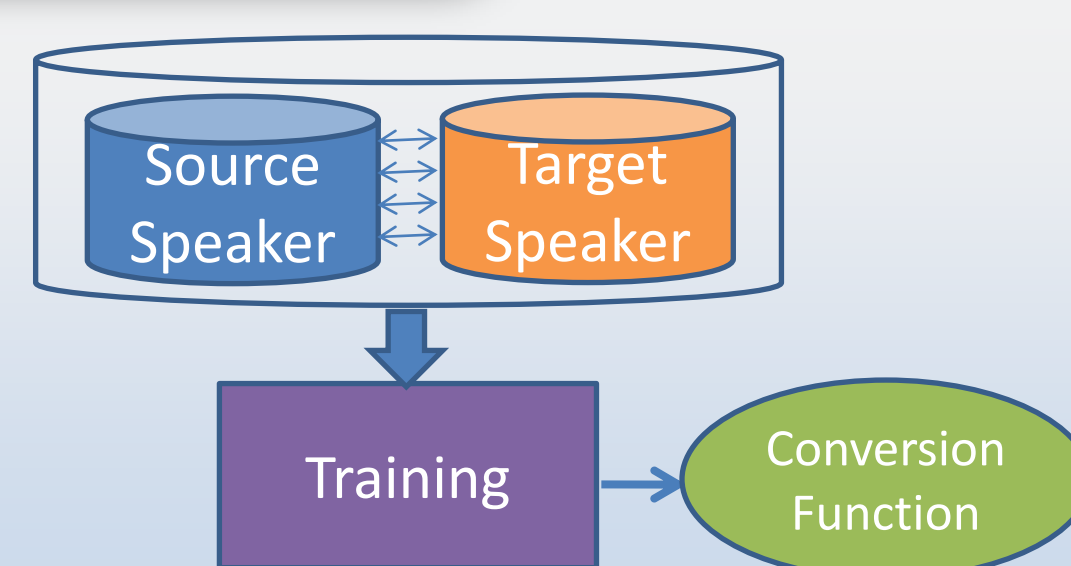 Source
Speaker
Target
Speaker
Training
Conversion
Function